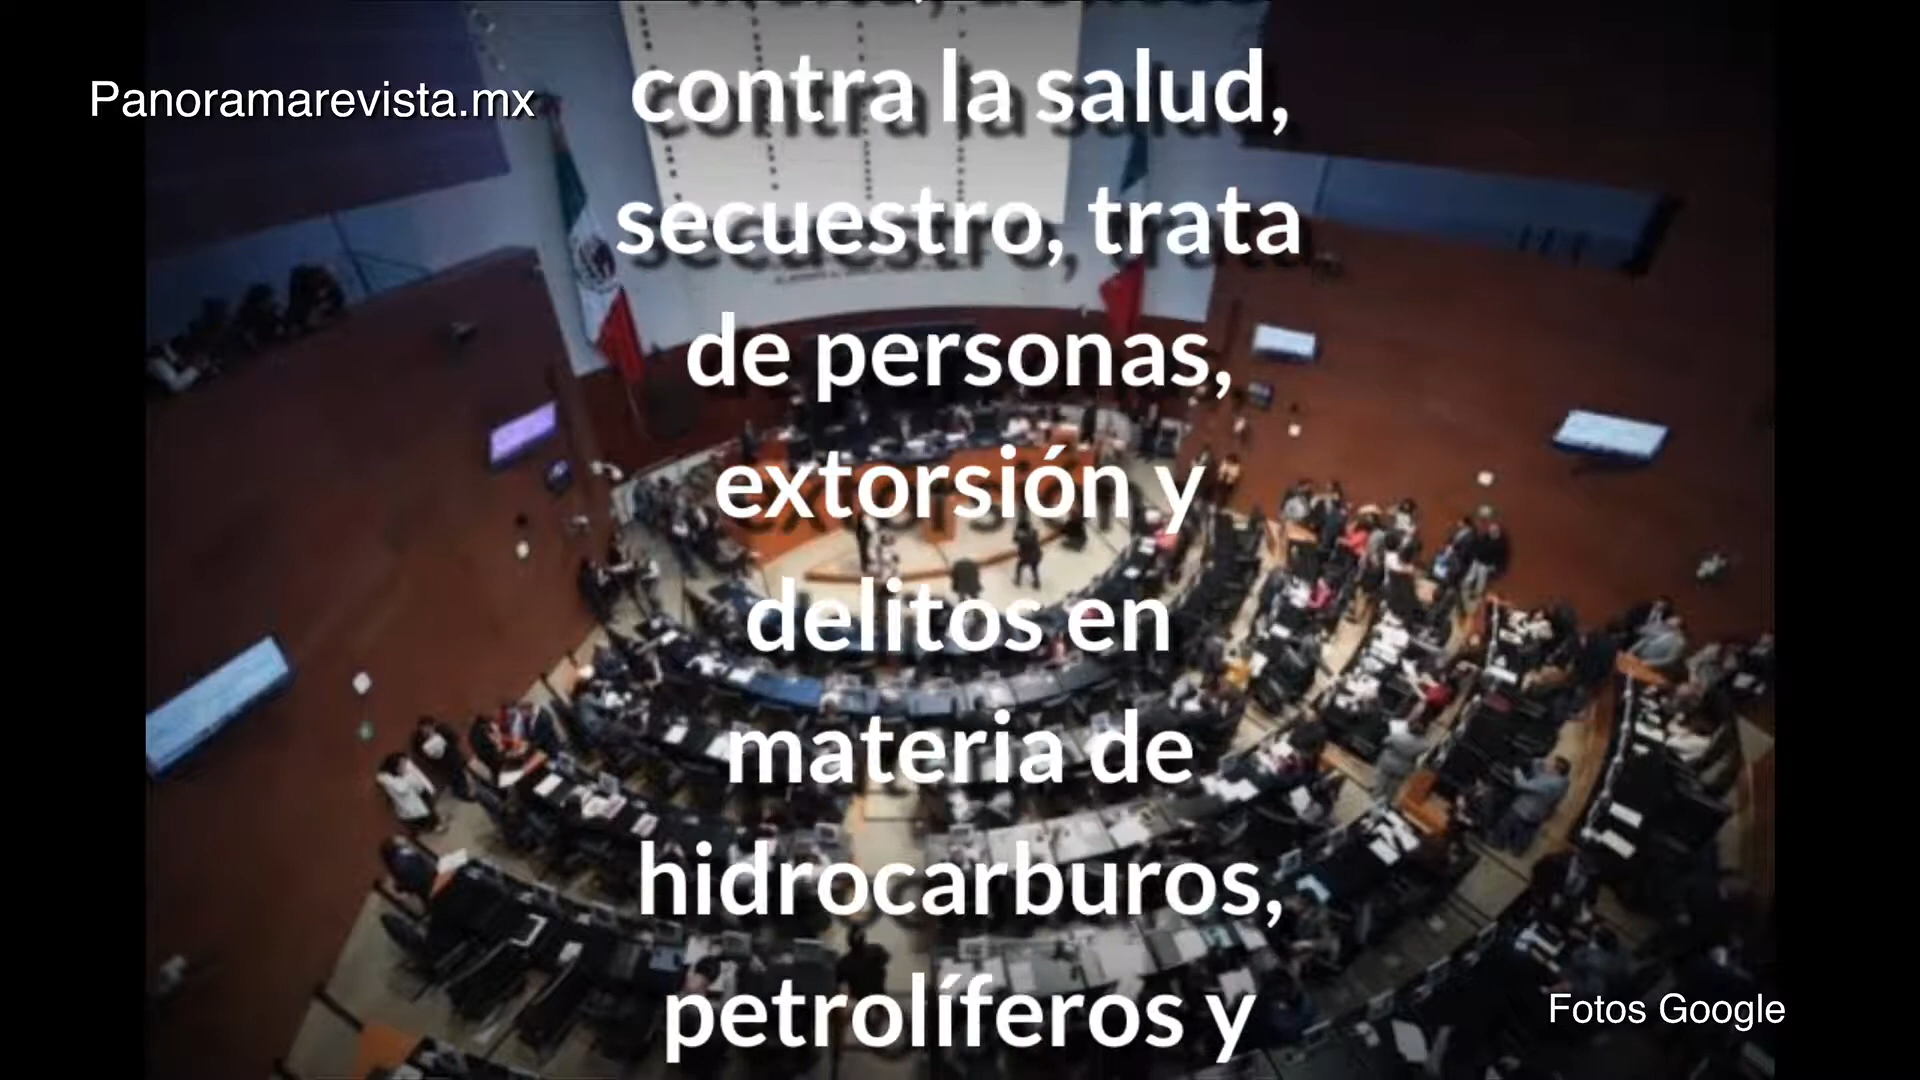 Panoramarevista.mx
contra la salud,
secuestro, trata
de personas,
extorsión y
delitos en
materia de
hidrocarburos,
petrolíferos y
Fotos Google